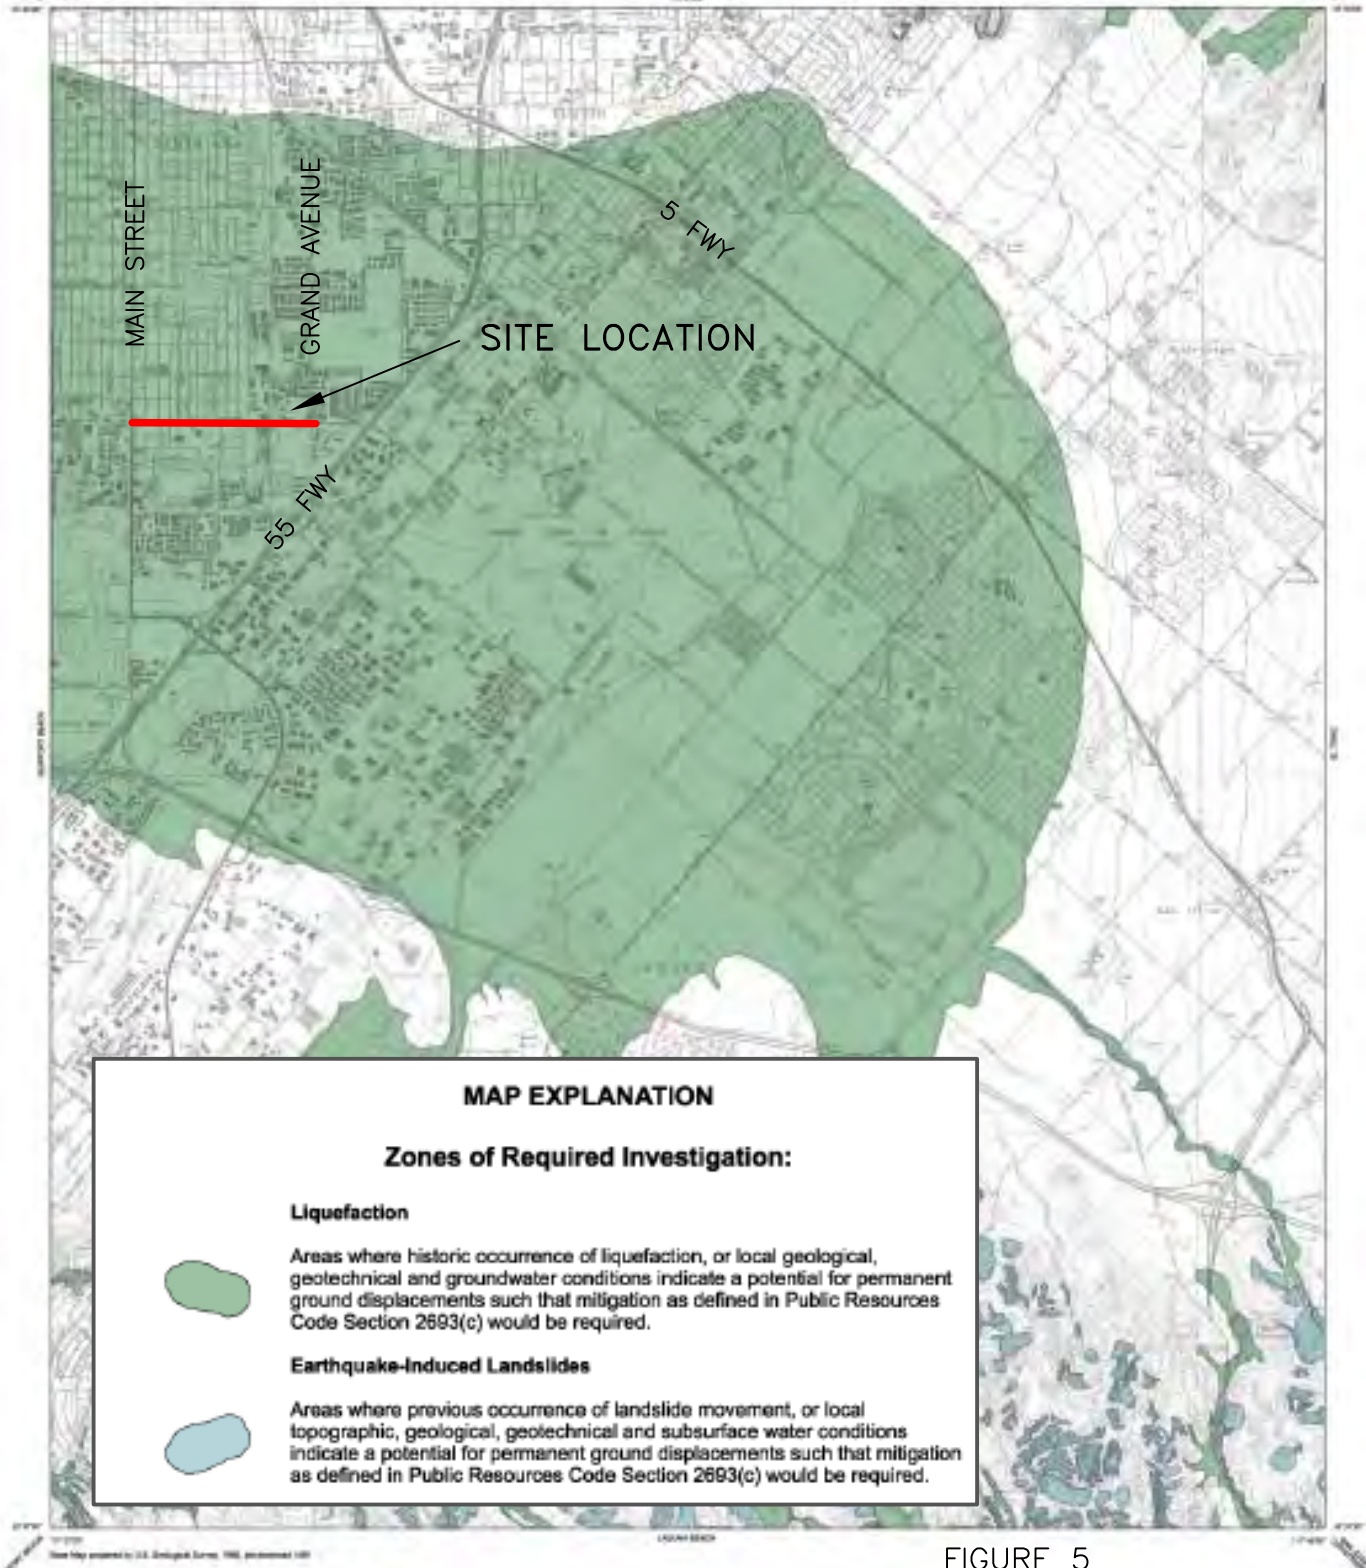 MAIN STREET
GRAND AVENUE
5 FWY
SITE LOCATION
55 FWY
MAP EXPLANATION
Zones of Required Investigation:
Liquefaction
Areas where historic occurrence of liquefaction, or local geological,
geotechnical and groundwater conditions indicate a potential for permanent
ground displacements such that mitigation as defined in Public Resources
Code Section 2693(c) would be required.
Earthquake-Induced Landslides
Areas where previous occurrence of landslide movement, or local
topographic, geological, geotechnical and subsurface water conditions
indicate a potential for permanent ground displacements such that mitigation
as defined in Public Resources Code Section 2693(c) would be required.
LAGUNA BEACH
FIGURE 5